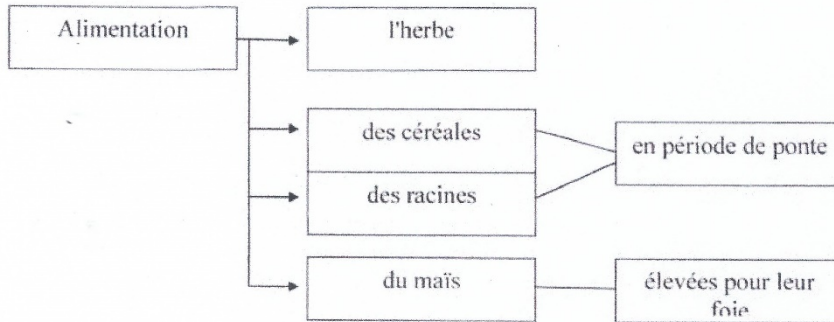 Alimentation
l'herbe
des céréales
en période de ponte
des racines
du maïs
élevées pour leur
foie